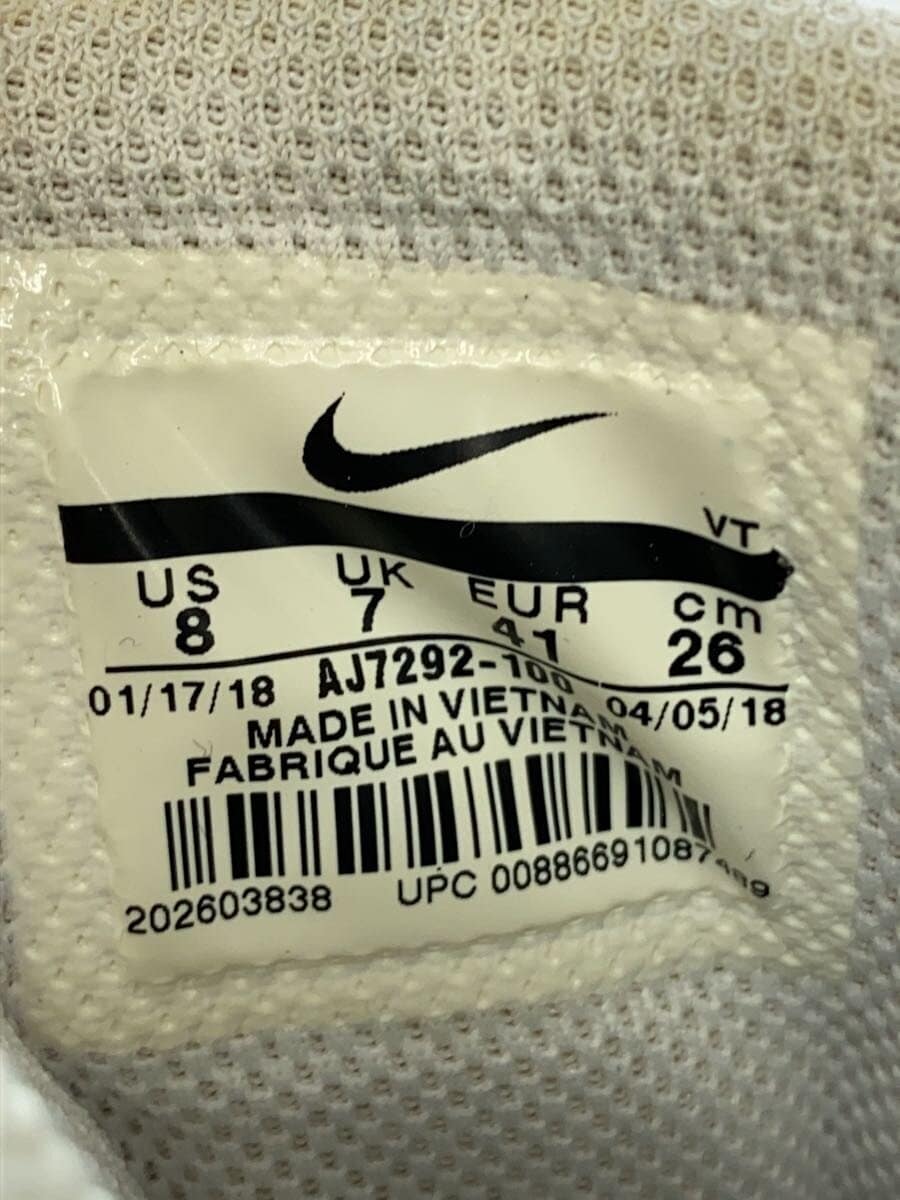 VT
US UK EUR cm
8 7 41 26
01/17/18 AJ7292-100 04/05/18
MADE IN VIETNAM
FABRIQUE AU VIETNAM
202603838 UPC 00886691087489